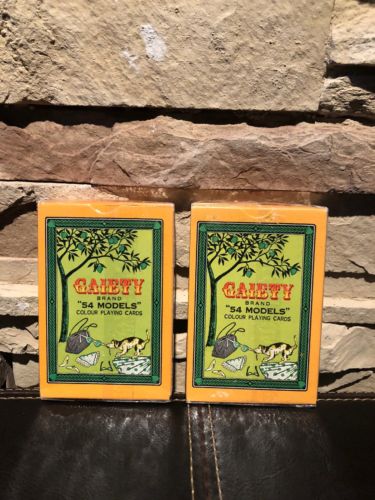 GAIETY
BRAND
"54 MODELS"
COLOUR PLAYING CARDS
GAIETY
BRAND
"54 MODELS"
COLOUR PLAYING CARDS